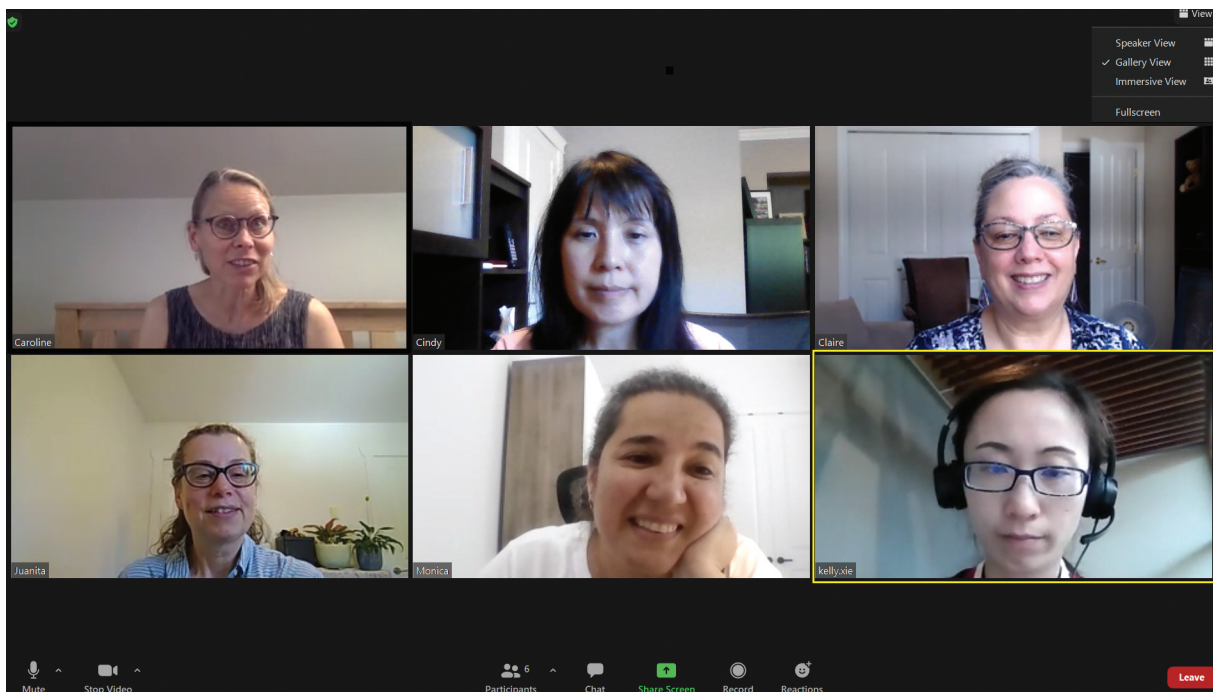 View
Speaker View
Gallery View
Immersive View
Fullscreen
Caroline
Cindy
Claire
Juanita
Monica
kelly.xie
6
Mute
Stop Video
Participants
Chat
Share Screen
Record
Reactions
Leave